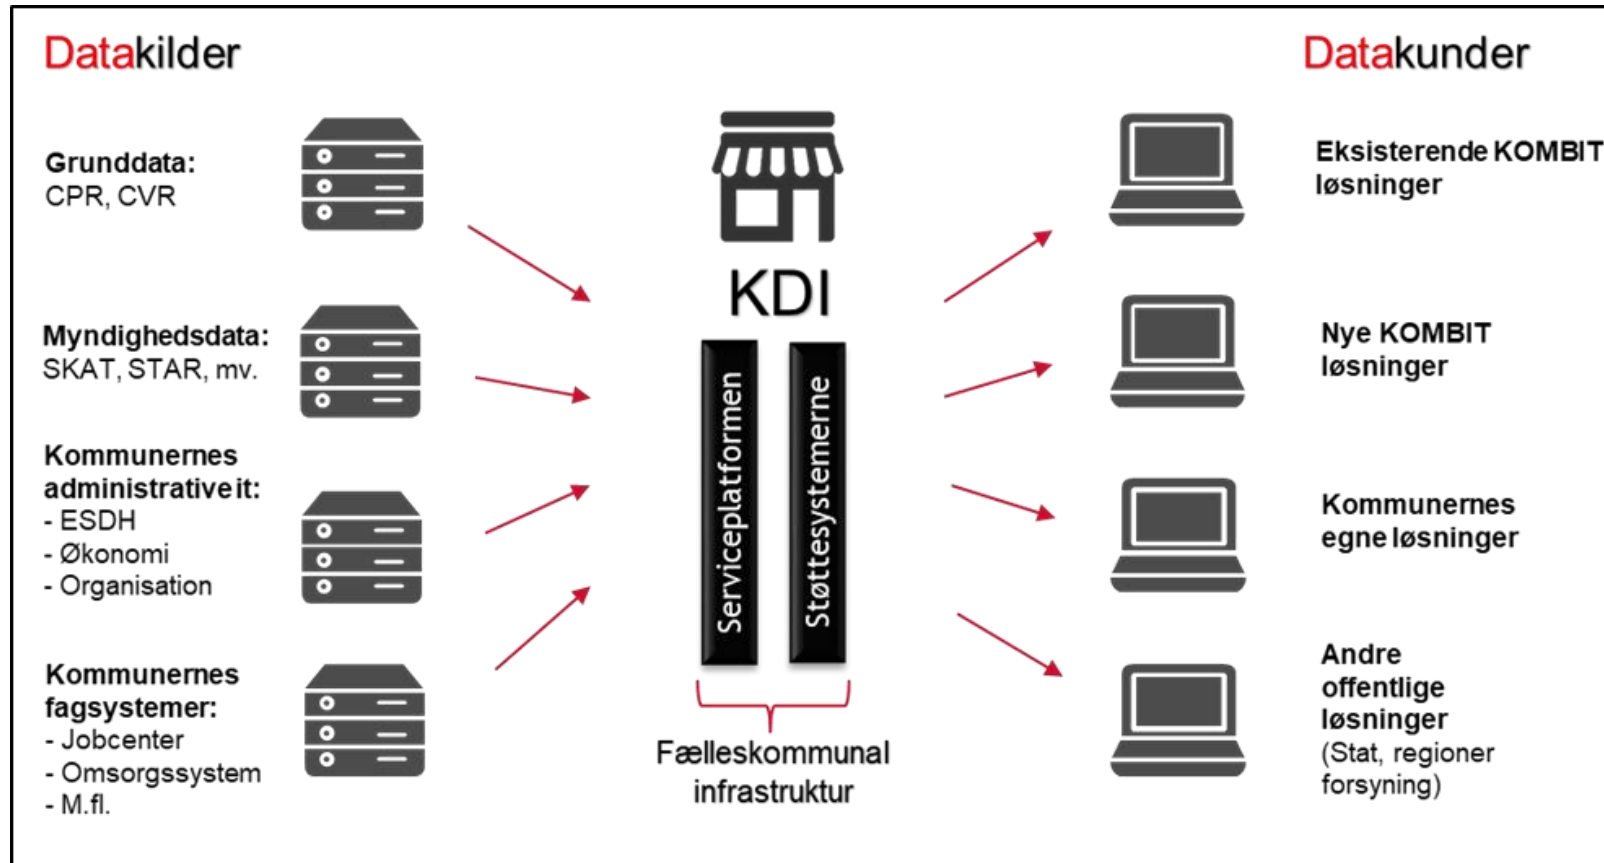 Datakilder
Grunddata:
CPR, CVR
Myndighedsdata:
SKAT, STAR, mv.
Kommunernes
administrative it:
- ESDH
- Økonomi
- Organisation
Kommunernes
fagsystemer:
- Jobcenter
- Omsorgssystem
- M.fl.
KDI
Serviceplatformen
Støttesystemerne
Fælleskommunal
infrastruktur
Datakunder
Eksisterende KOMBIT
løsninger
Nye KOMBIT
løsninger
Kommunernes
egne løsninger
Andre
offentlige
løsninger
(Stat, regioner
forsyning)